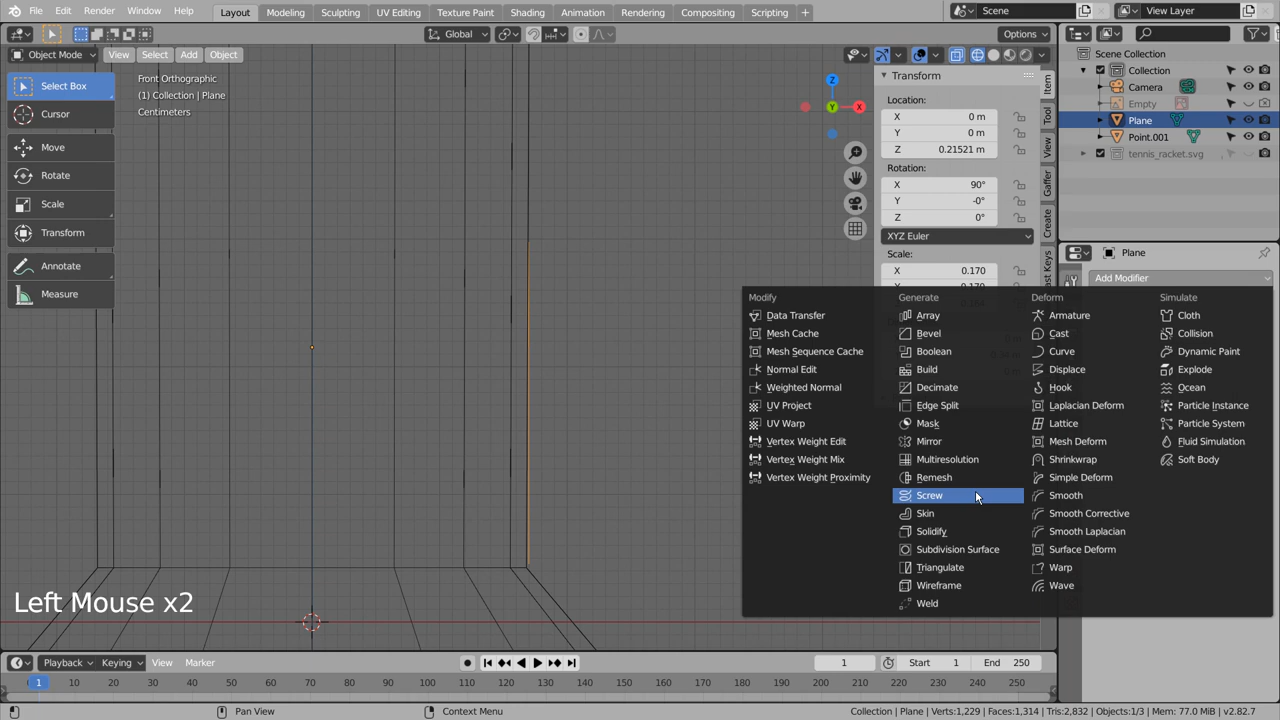 File Edit Render Window Help Layout Modeling Sculpting UV Editing Texture Paint Shading Animation Rendering Compositing Scripting + Scene View Layer
Global Options
Object Mode View Select Add Object
Scene Collection
Collection
Camera
Empty
Plane
Point.001
tennis_racket.svg
Select Box
Cursor
Move
Rotate
Scale
Transform
Annotate
Measure
Front Orthographic
(1) Collection | Plane
Centimeters
Z
X
Y
Transform
Location:
X 0 m
Y 0 m
Z 0.21521 m
Rotation:
X 90°
Y -0°
Z 0°
XYZ Euler
Scale:
X 0.170
Item
Tool
View
Gaffer
Create
Plane
Add Modifier
Modify
Data Transfer
Mesh Cache
Mesh Sequence Cache
Normal Edit
Weighted Normal
UV Project
UV Warp
Vertex Weight Edit
Vertex Weight Mix
Vertex Weight Proximity
Generate
Array
Bevel
Boolean
Build
Decimate
Edge Split
Mask
Mirror
Multiresolution
Remesh
Screw
Skin
Solidify
Subdivision Surface
Triangulate
Wireframe
Weld
Deform
Armature
Cast
Curve
Displace
Hook
Laplacian Deform
Lattice
Mesh Deform
Shrinkwrap
Simple Deform
Smooth
Smooth Corrective
Smooth Laplacian
Surface Deform
Warp
Wave
Simulate
Cloth
Collision
Dynamic Paint
Explode
Ocean
Particle Instance
Particle System
Fluid Simulation
Soft Body
Left Mouse x2
Playback Keying View Marker 1 Start 1 End 250
1 10 20 30 40 50 60 70 80 90 100 110 120 130 140 150 160 170 180 190 200 210 220 230 240 250
Pan View Context Menu Collection | Plane | Verts:1,229 | Faces:1,314 | Tris:2,832 | Objects:1/3 | Mem: 77.0 MiB | v2.82.7